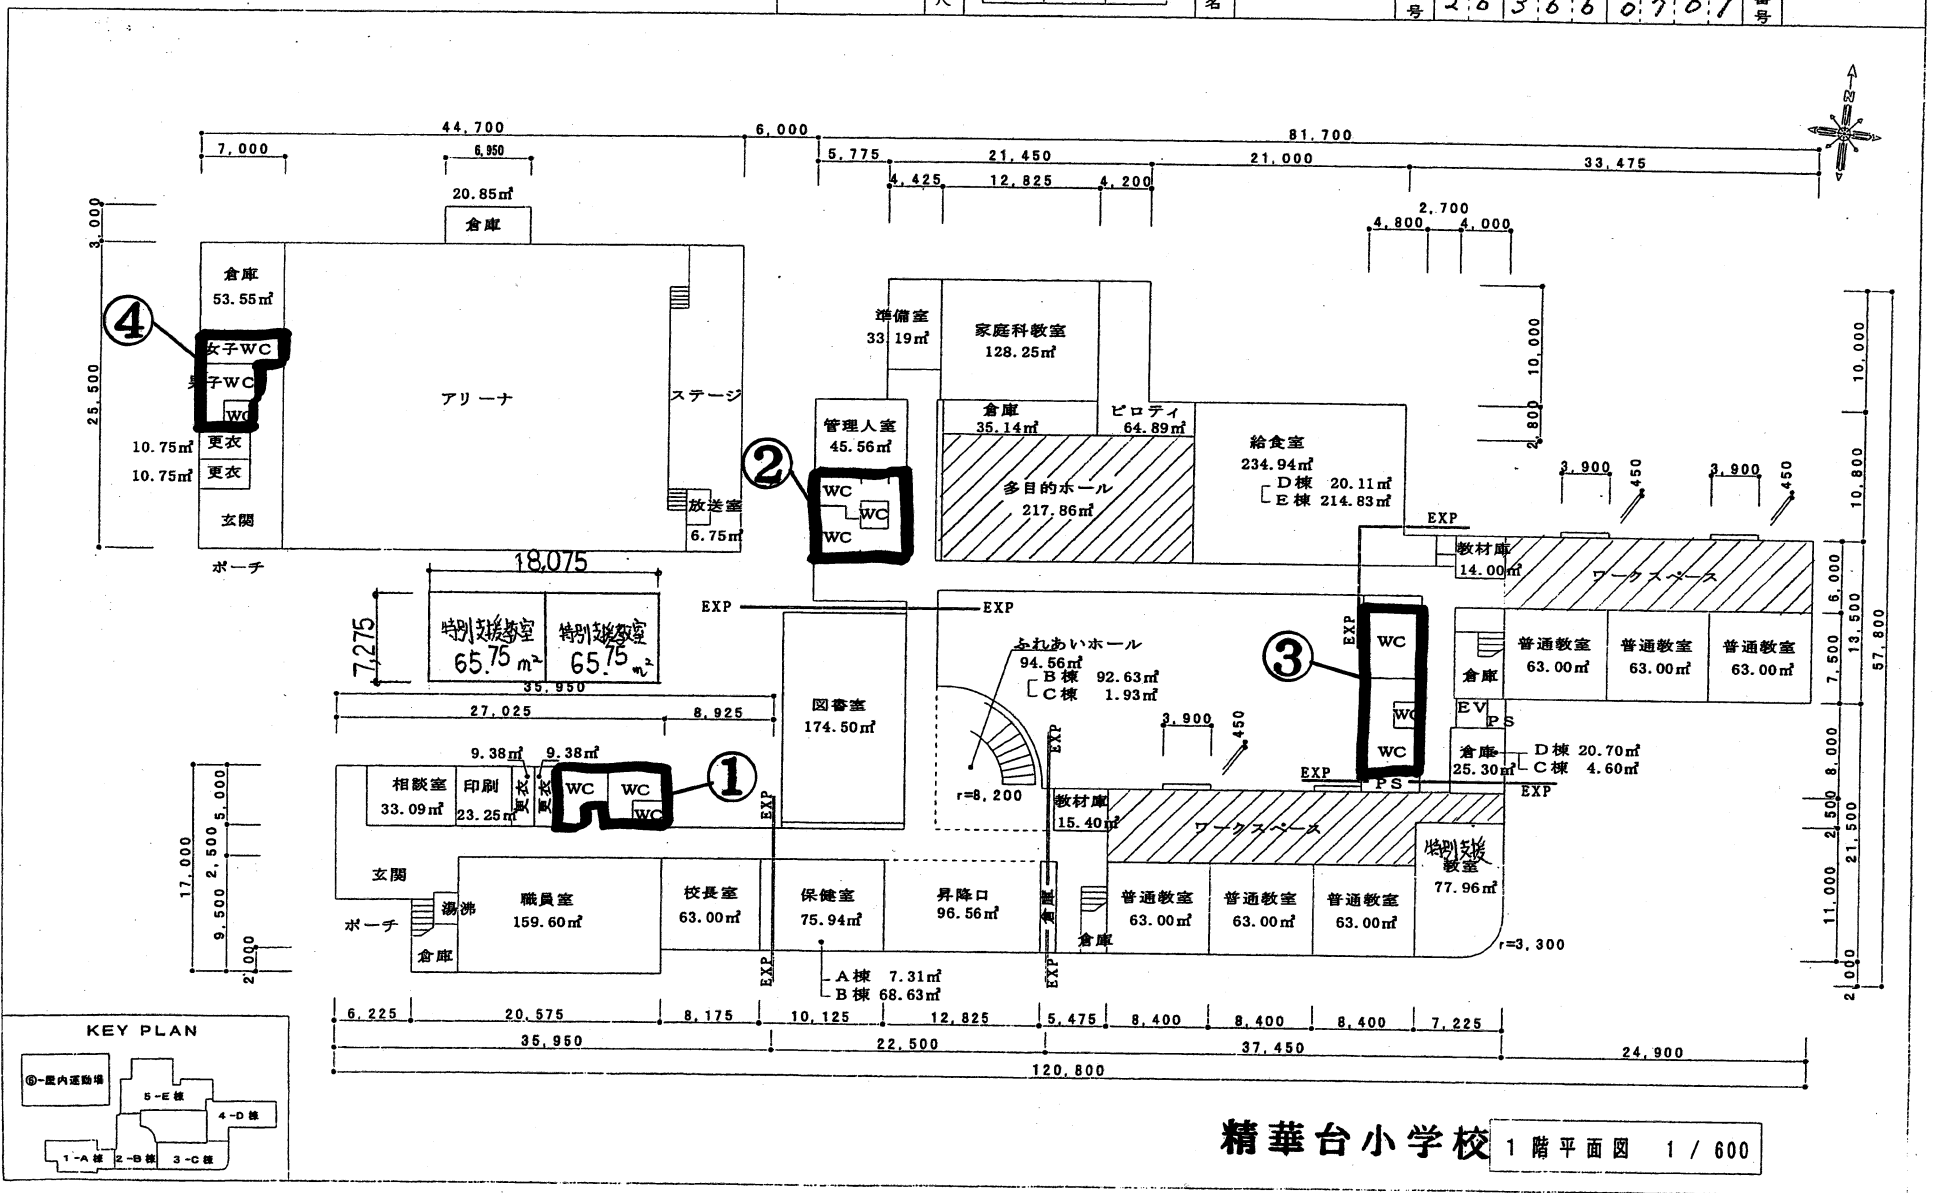 号 2 6 3 6 6 0 7 0 1
名
号
N
44,700
6,000
81,700
7,000
6,950
5,775
21,450
21,000
33,475
4,425
12,825
4,200
2,700
4,800
4,000
20.85㎡
倉庫
3,000
25,500
倉庫
53.55㎡
④
女子WC
子WC
WC
10.75㎡
更衣
10.75㎡
更衣
玄関
ポーチ
アリーナ
ステージ
放送室
6.75㎡
準備室
33.19㎡
家庭科教室
128.25㎡
倉庫
35.14㎡
ピロティ
64.89㎡
管理人室
45.56㎡
②
WC
WC
WC
多目的ホール
217.86㎡
給食室
234.94㎡
D棟 20.11㎡
E棟 214.83㎡
10,000
2,800
3,900
450
3,900
450
10,000
10,800
6,000
7,500
13,500
57,800
EXP
教材庫
14.00㎡
ワークスペース
普通教室
63.00㎡
普通教室
63.00㎡
普通教室
63.00㎡
倉庫
EV
PS
倉庫
25.30㎡
D棟 20.70㎡
C棟 4.60㎡
EXP
18,075
7,275
特別支援教室
65.75㎡
特別支援教室
65.75㎡
EXP
EXP
ふれあいホール
94.56㎡
B棟 92.63㎡
C棟 1.93㎡
③
EXP
WC
WC
WC
PS
EXP
35,950
27,025
8,925
図書室
174.50㎡
3,900
450
EXP
r=8,200
9.38㎡
9.38㎡
相談室
33.09㎡
印刷
23.25㎡
更衣
更衣
WC
WC
WC
①
EXP
教材庫
15.40㎡
ワークスペース
特別支援
教室
77.96㎡
17,000
5,000
2,500
9,500
2,000
8,000
2,500
21,500
11,000
2,000
玄関
ポーチ
湯沸
倉庫
職員室
159.60㎡
校長室
63.00㎡
保健室
75.94㎡
昇降口
96.56㎡
倉庫
倉庫
普通教室
63.00㎡
普通教室
63.00㎡
普通教室
63.00㎡
r=3,300
EXP
EXP
A棟 7.31㎡
B棟 68.63㎡
6,225
20,575
8,175
10,125
12,825
5,475
8,400
8,400
8,400
7,225
35,950
22,500
37,450
24,900
120,800
KEY PLAN
⑥-屋内運動場
5-E棟
4-D棟
1-A棟
2-B棟
3-C棟
精華台小学校
1階平面図 1/600